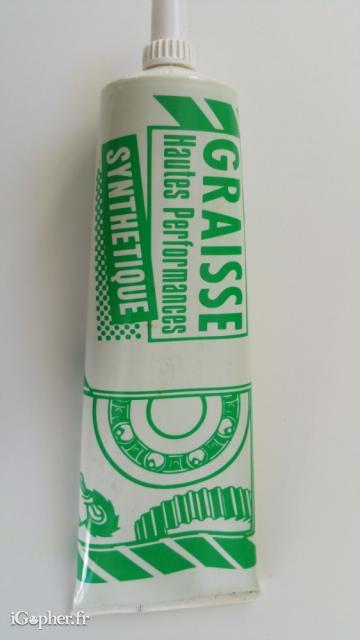 GRAISSE
Hautes Performances
SYNTHETIQUE
iGopher.fr